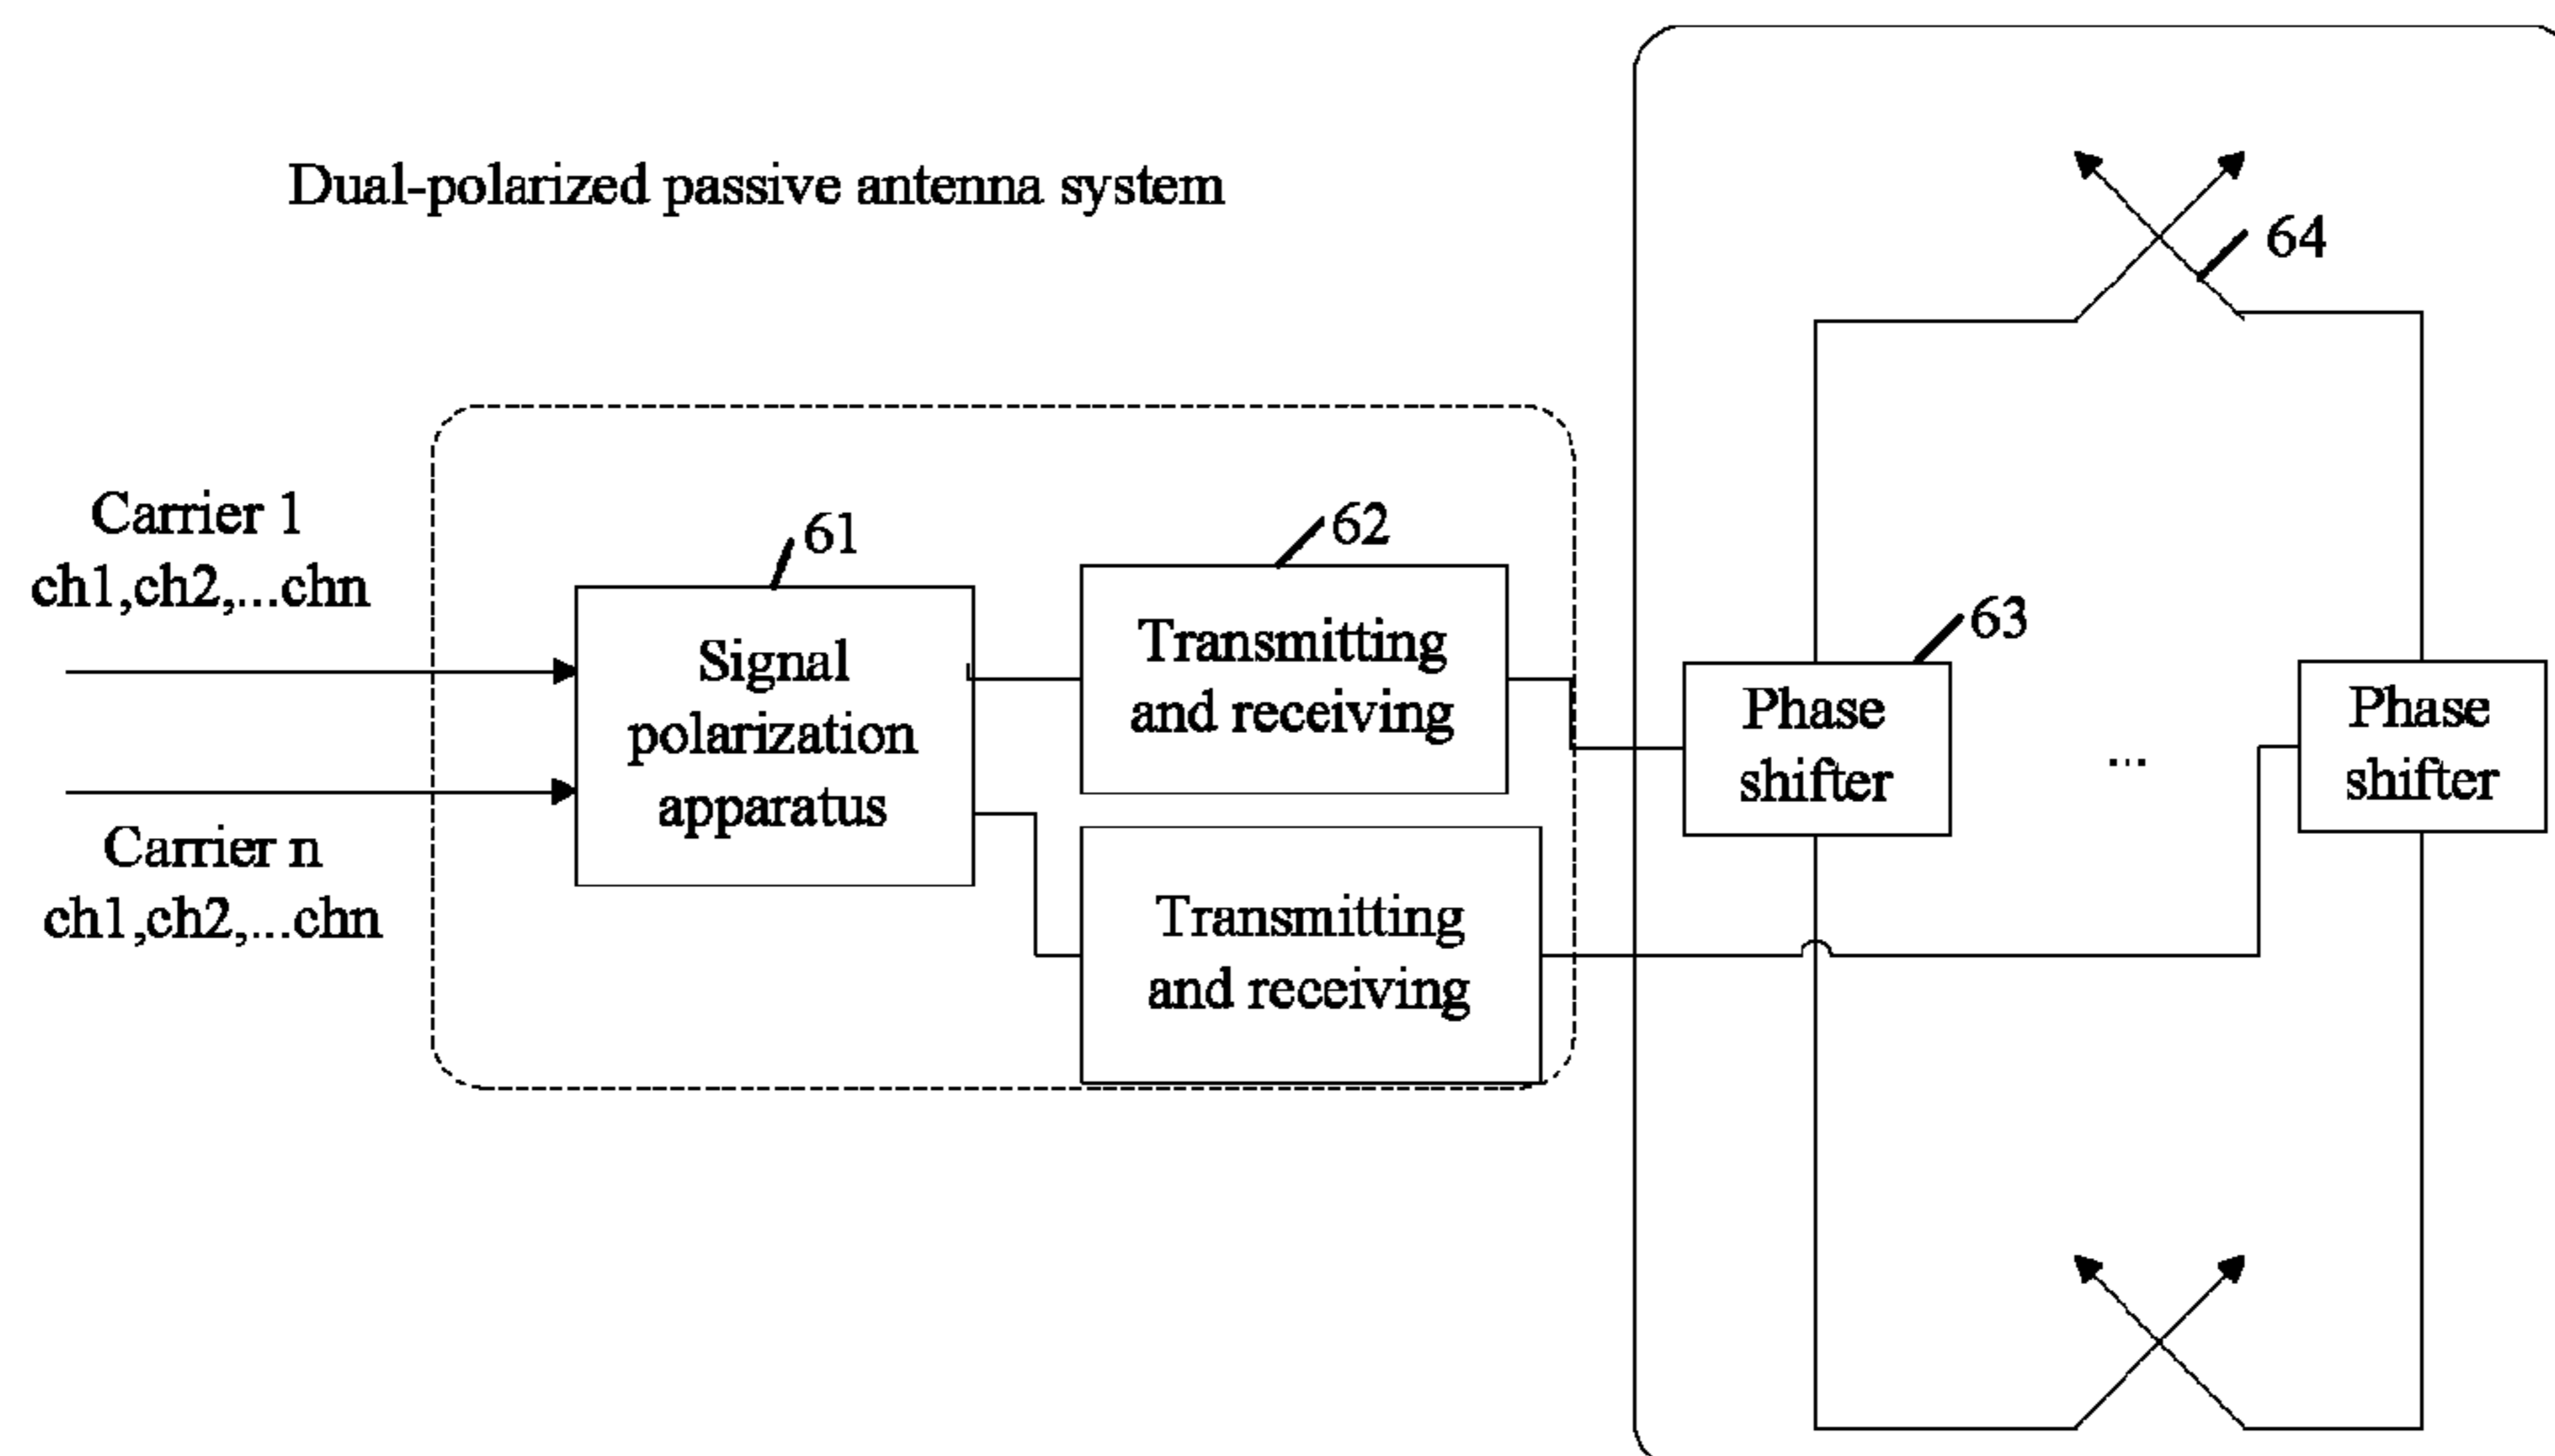 Dual-polarized passive antenna system
64
Carrier 1
ch1,ch2,...chn
61
62
63
Signal
polarization
apparatus
Transmitting
and receiving
Phase
shifter
...
Phase
shifter
Carrier n
ch1,ch2,...chn
Transmitting
and receiving